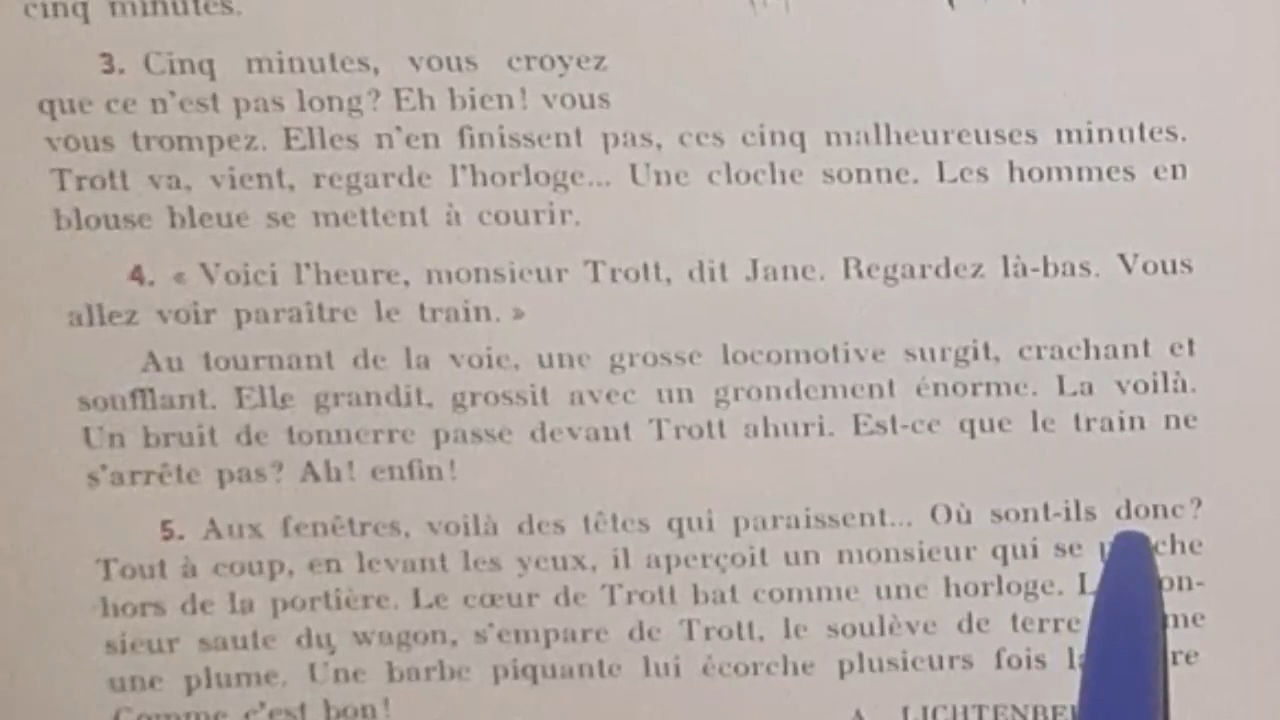 cinq minutes.
3. Cinq minutes, vous croyez
que ce n'est pas long? Eh bien! vous
vous trompez. Elles n'en finissent pas, ces cinq malheureuses minutes.
Trott va, vient, regarde l'horloge... Une cloche sonne. Les hommes en
blouse bleue se mettent à courir.
4. « Voici l'heure, monsieur Trott, dit Jane. Regardez là-bas. Vous
allez voir paraître le train. »
Au tournant de la voie, une grosse locomotive surgit, crachant et
soufflant. Elle grandit, grossit avec un grondement énorme. La voilà.
Un bruit de tonnerre passe devant Trott ahuri. Est-ce que le train ne
s'arrête pas? Ah! enfin!
5. Aux fenêtres, voilà des têtes qui paraissent... Où sont-ils donc?
Tout à coup, en levant les yeux, il aperçoit un monsieur qui se
hors de la portière. Le cœur de Trott bat comme une horloge.
sieur saute du wagon, s'empare de Trott, le soulève de terre
une plume. Une barbe piquante lui écorche plusieurs fois
Comme c'est bon!
A.